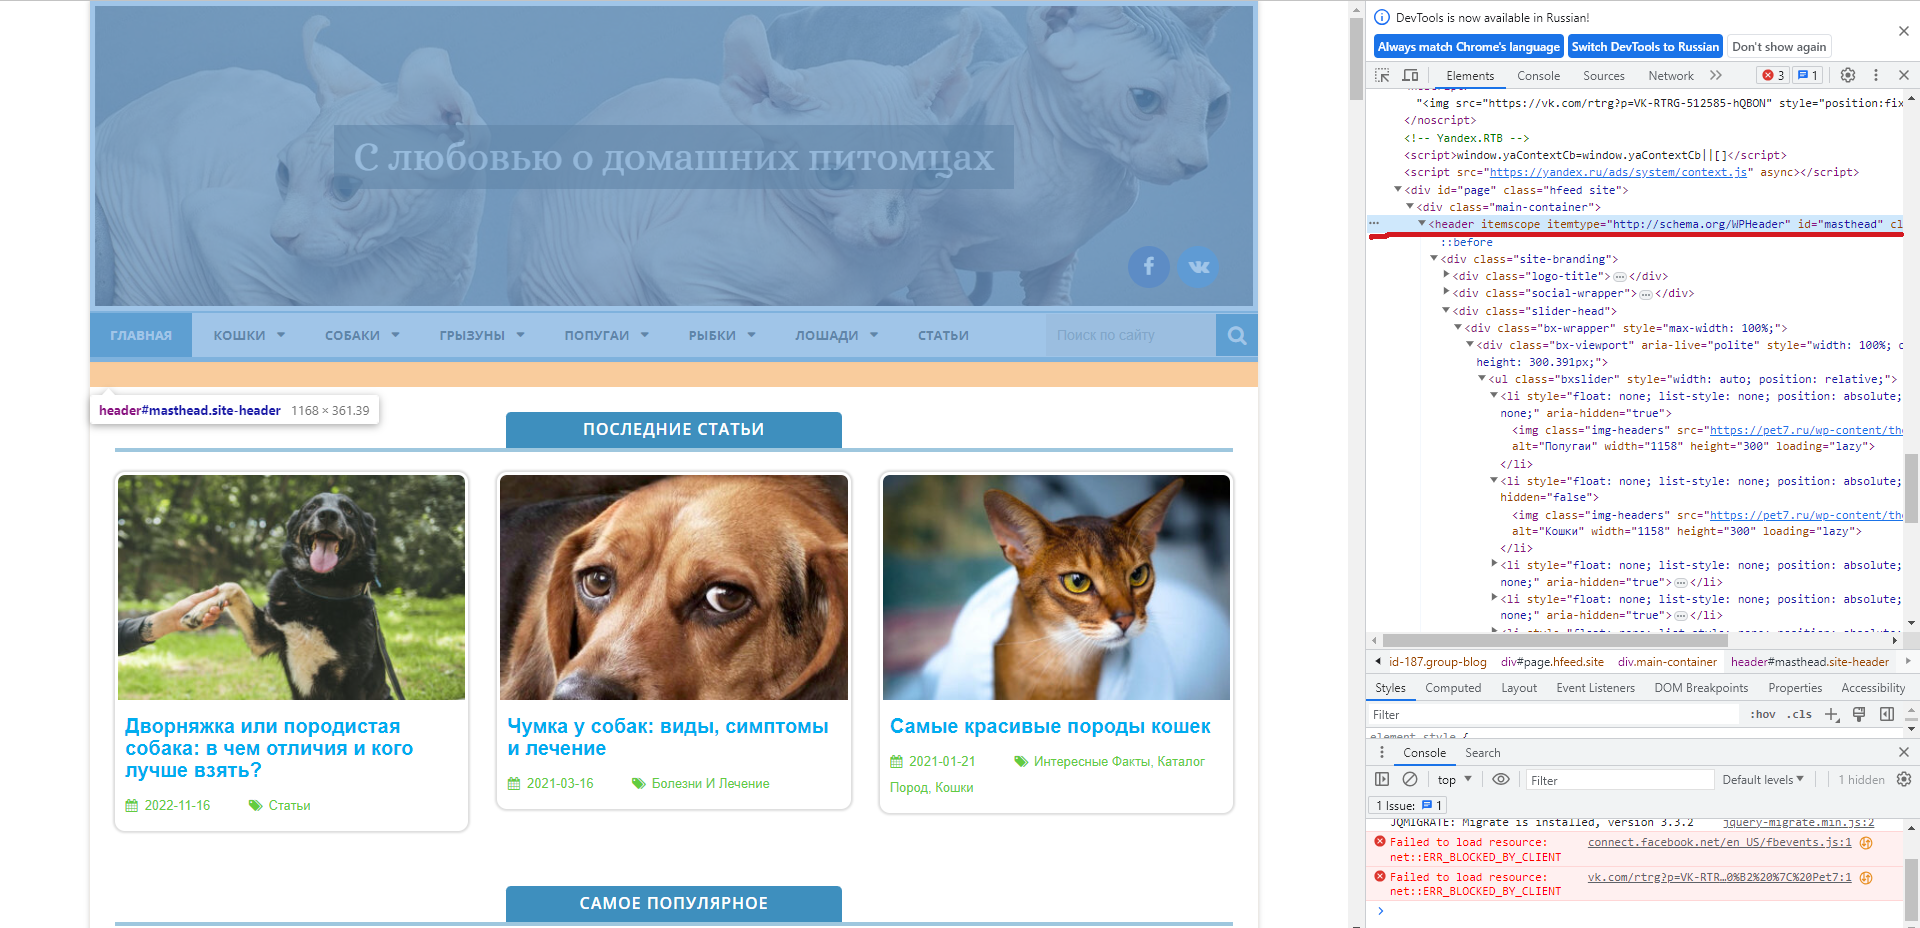 С любовью о домашних питомцах
ГЛАВНАЯ КОШКИ СОБАКИ ГРЫЗУНЫ ПОПУГАИ РЫБКИ ЛОШАДИ СТАТЬИ Поиск по сайту
header#masthead.site-header 1168 × 361.39
ПОСЛЕДНИЕ СТАТЬИ
Дворняжка или породистая
собака: в чем отличия и кого
лучше взять?
2022-11-16 Статьи
Чумка у собак: виды, симптомы
и лечение
2021-03-16 Болезни И Лечение
Самые красивые породы кошек
2021-01-21 Интересные Факты, Каталог
Пород, Кошки
САМОЕ ПОПУЛЯРНОЕ
DevTools is now available in Russian!
Always match Chrome's language Switch DevTools to Russian Don't show again
Elements Console Sources Network 3 1
"<img src="https://vk.com/rtrg?p=VK-RTRG-512585-hQBON" style="position:fix
</noscript>
<!-- Yandex.RTB -->
<script>window.yaContextCb=window.yaContextCb||[]</script>
<script src="https://yandex.ru/ads/system/context.js" async></script>
<div id="page" class="hfeed site">
<div class="main-container">
<header itemscope itemtype="http://schema.org/WPHeader" id="masthead" cl
::before
<div class="site-branding">
<div class="logo-title"> </div>
<div class="social-wrapper"> </div>
<div class="slider-head">
<div class="bx-wrapper" style="max-width: 100%;">
<div class="bx-viewport" aria-live="polite" style="width: 100%;
height: 300.391px;">
<ul class="bxslider" style="width: auto; position: relative;">
<li style="float: none; list-style: none; position: absolute;
none;" aria-hidden="true">
<img class="img-headers" src="https://pet7.ru/wp-content/the
alt="Попугаи" width="1158" height="300" loading="lazy">
</li>
<li style="float: none; list-style: none; position: absolute;
hidden="false">
<img class="img-headers" src="https://pet7.ru/wp-content/the
alt="Кошки" width="1158" height="300" loading="lazy">
</li>
<li style="float: none; list-style: none; position: absolute;
none;" aria-hidden="true"> </li>
<li style="float: none; list-style: none; position: absolute;
none;" aria-hidden="true"> </li>
id-187.group-blog div#page.hfeed.site div.main-container header#masthead.site-header
Styles Computed Layout Event Listeners DOM Breakpoints Properties Accessibility
Filter :hov .cls
element.style {
Console Search
top Filter Default levels 1 hidden
1 Issue: 1
JQMIGRATE: Migrate is installed, version 3.3.2 jquery-migrate.min.js:2
Failed to load resource: connect.facebook.net/en_US/fbevents.js:1
net::ERR_BLOCKED_BY_CLIENT
Failed to load resource: vk.com/rtrg?p=VK-RTR…0%B2%20%7C%20Pet7:1
net::ERR_BLOCKED_BY_CLIENT